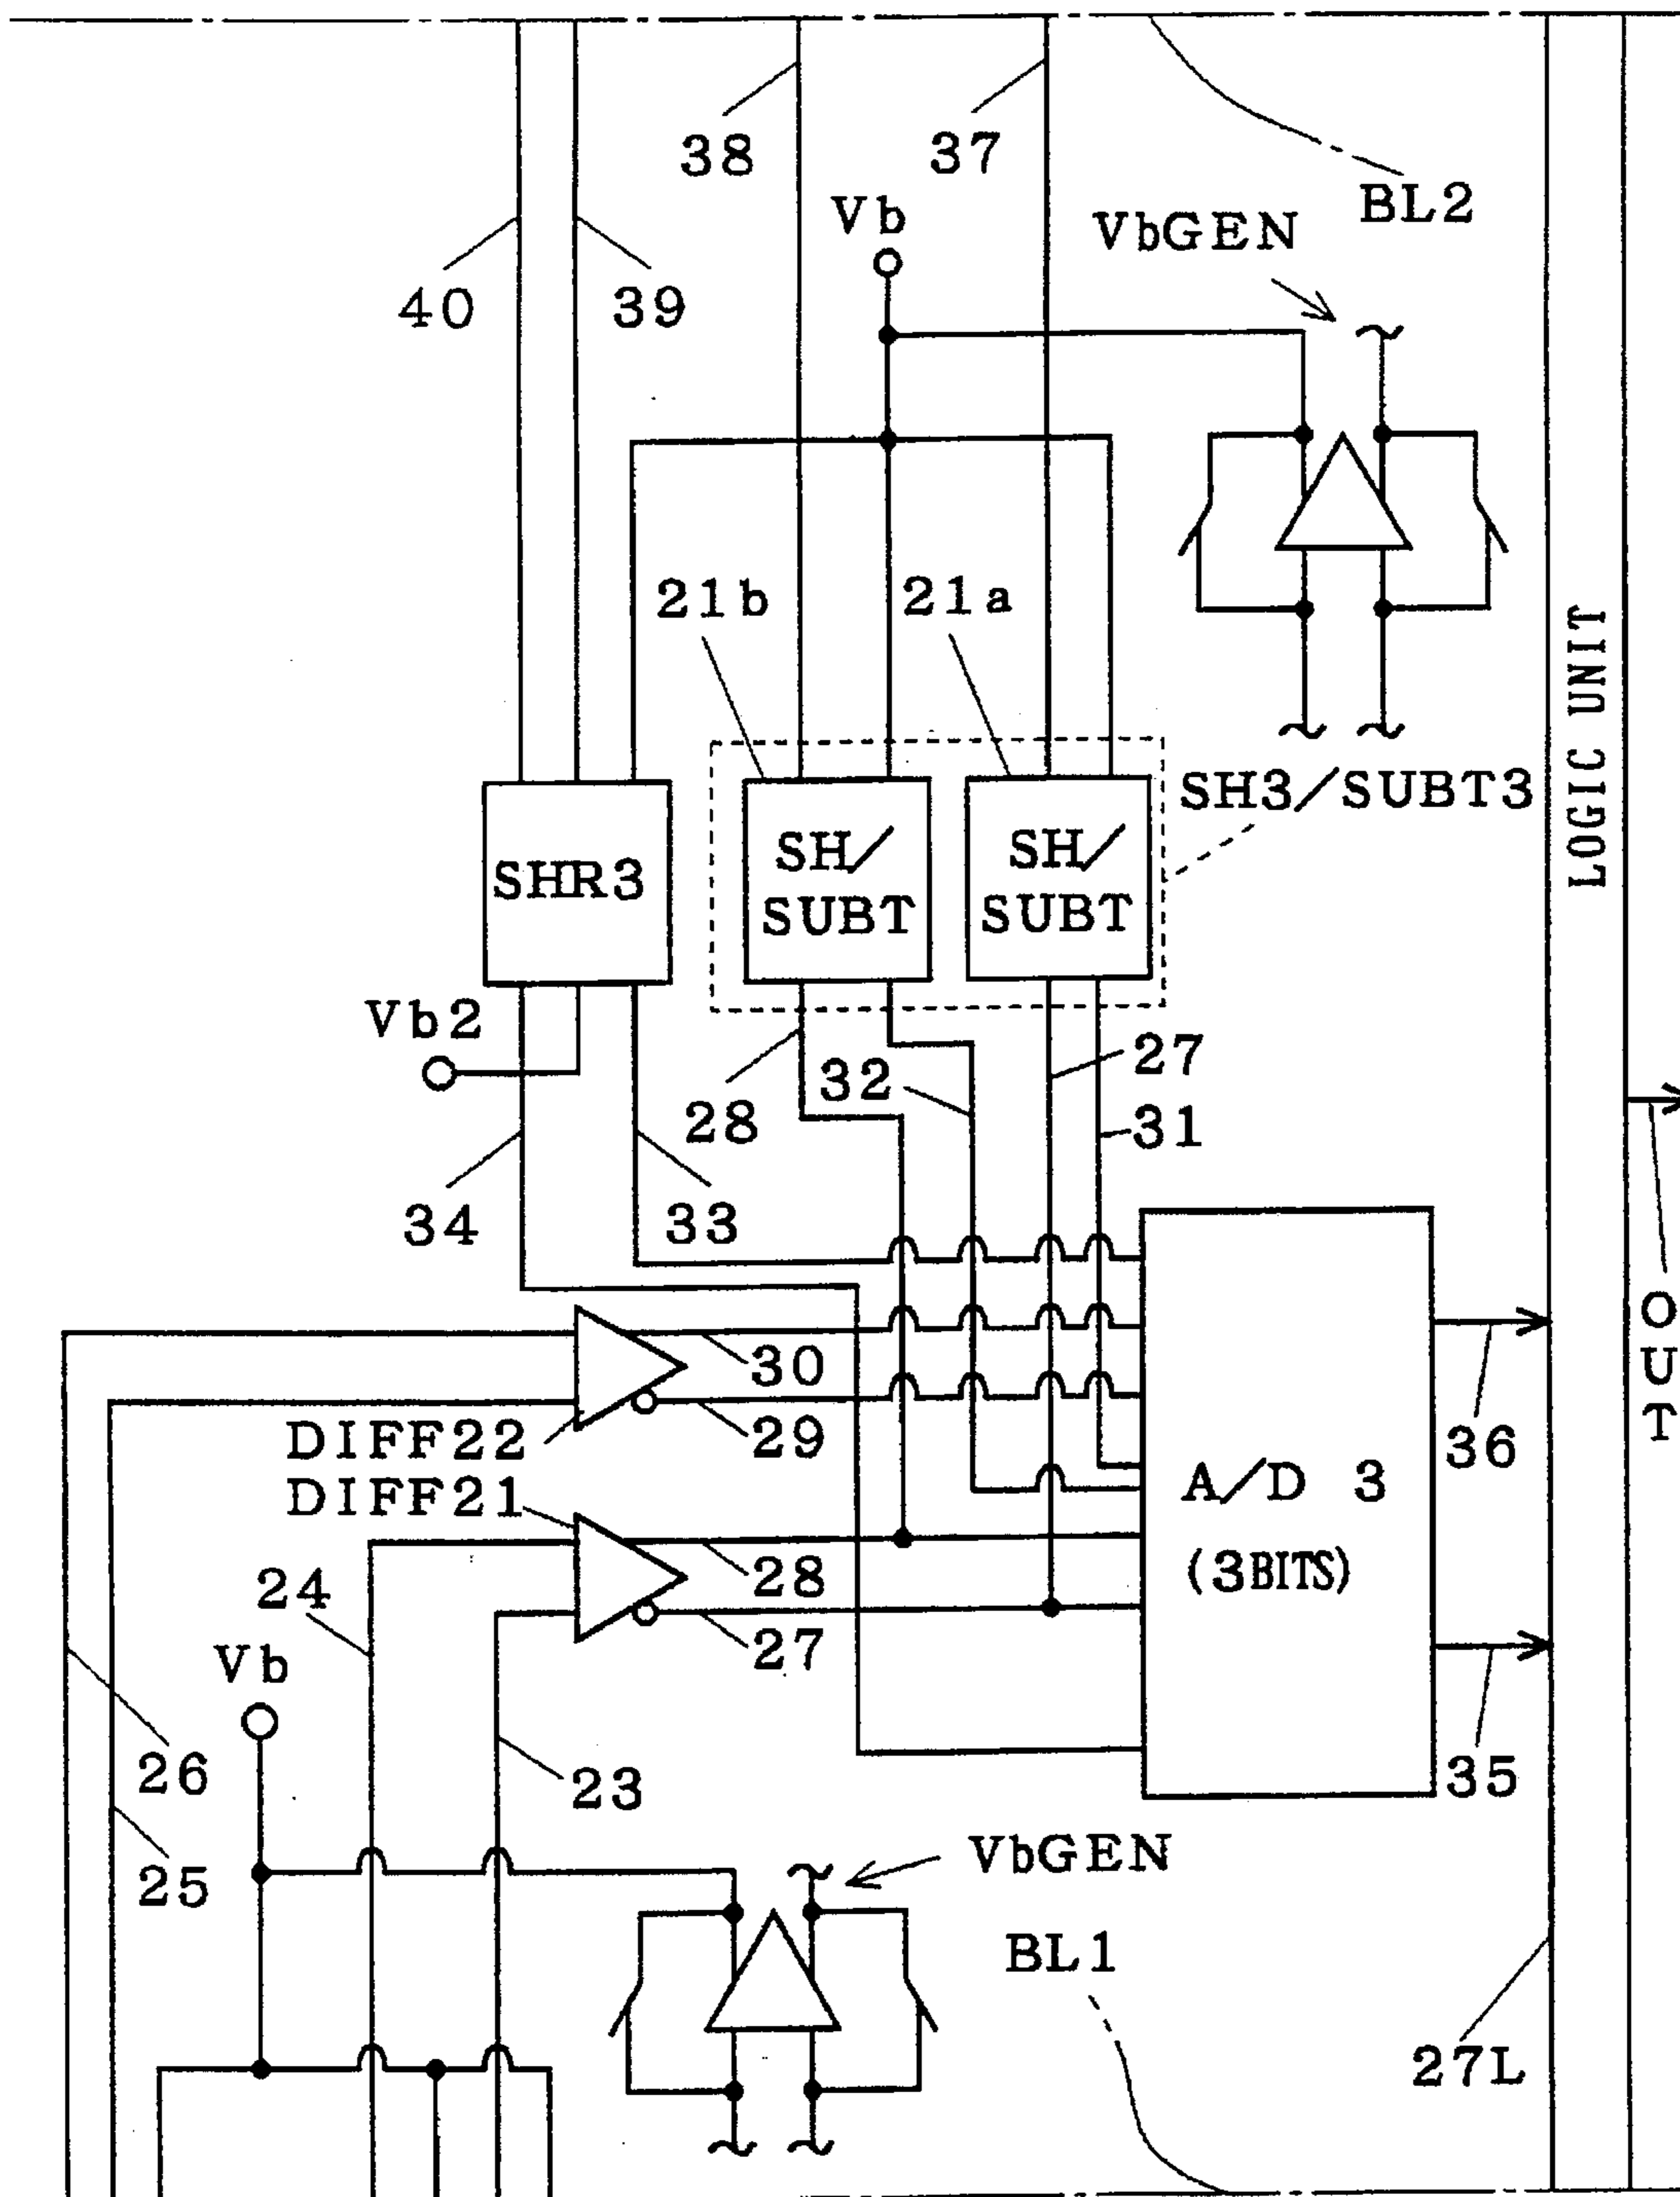 38
37
BL2
Vb
VbGEN
40
39
21b
21a
LOGIC UNIT
SH3/SUBT3
SHR3
SH/
SUBT
SH/
SUBT
Vb2
28
32
27
31
34
33
30
29
DIFF22
DIFF21
A/D 3
(3BITS)
36
OUT
28
27
24
Vb
26
23
35
25
VbGEN
BL1
27L